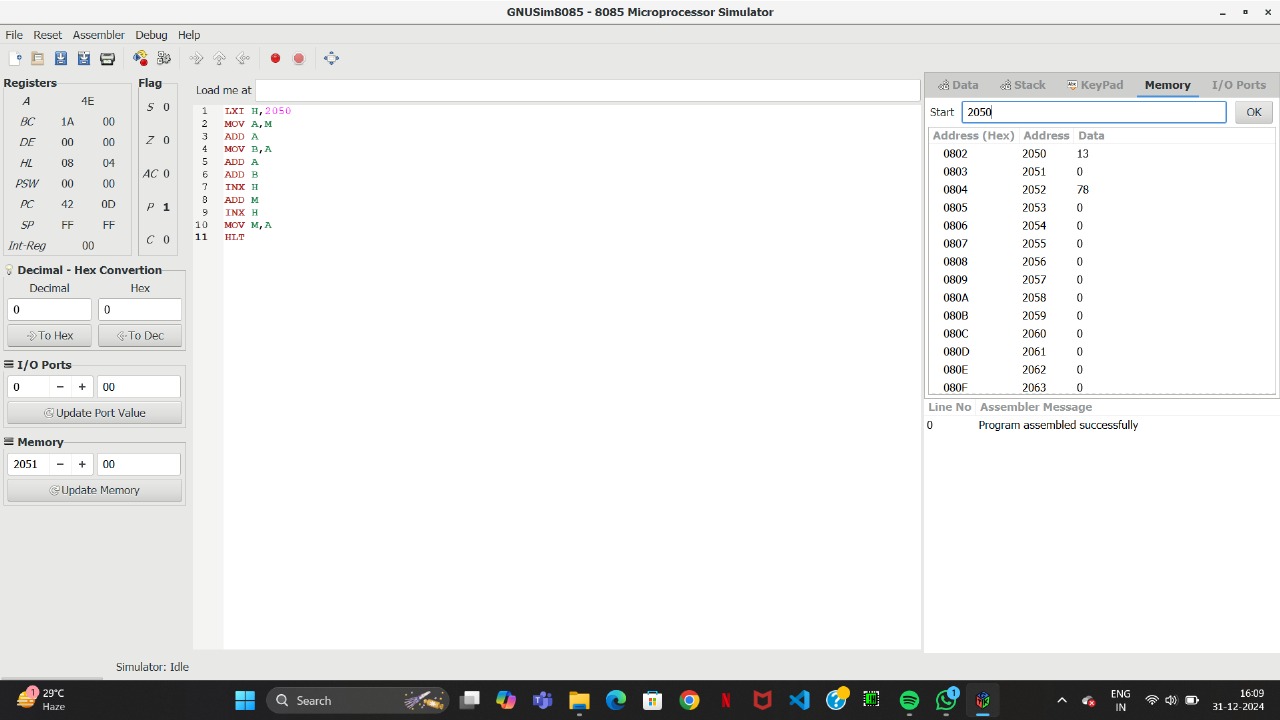 GNUSim8085 - 8085 Microprocessor Simulator
File Reset Assembler Debug Help
Registers
A 4E
BC 1A 00
DE 00 00
HL 08 04
PSW 00 00
PC 42 0D
SP FF FF
Int-Reg 00
Flag
S 0
Z 0
AC 0
P 1
C 0
Decimal - Hex Convertion
Decimal Hex
0 0
To Hex To Dec
I/O Ports
0 − + 00
Update Port Value
Memory
2051 − + 00
Update Memory
Load me at
1 LXI H,2050
2 MOV A,M
3 ADD A
4 MOV B,A
5 ADD A
6 ADD B
7 INX H
8 ADD M
9 INX H
10 MOV M,A
11 HLT
Data Stack KeyPad Memory I/O Ports
Start 2050 OK
Address (Hex) Address Data
0802 2050 13
0803 2051 0
0804 2052 78
0805 2053 0
0806 2054 0
0807 2055 0
0808 2056 0
0809 2057 0
080A 2058 0
080B 2059 0
080C 2060 0
080D 2061 0
080E 2062 0
080F 2063 0
Line No Assembler Message
0 Program assembled successfully
Simulator: Idle
1
29°C
Haze
Search
1
ENG
IN
16:09
31-12-2024